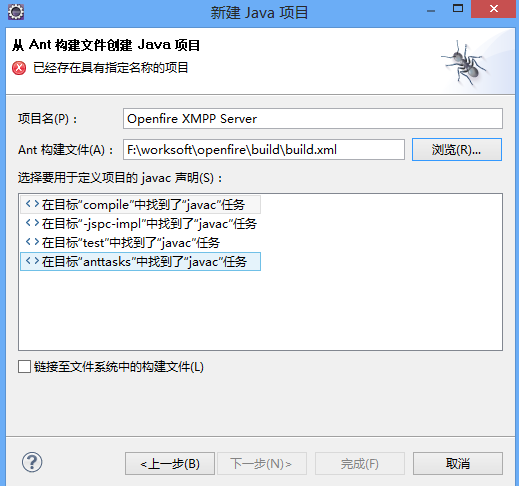 新建 Java 项目
从 Ant 构建文件创建 Java 项目
已经存在具有指定名称的项目
项目名(P)： Openfire XMPP Server
Ant 构建文件(A)： F:\worksoft\openfire\build\build.xml 浏览(R)...
选择要用于定义项目的 javac 声明(S)：
在目标“compile”中找到了“javac”任务
在目标“-jspc-impl”中找到了“javac”任务
在目标“test”中找到了“javac”任务
在目标“anttasks”中找到了“javac”任务
链接至文件系统中的构建文件(L)
<上一步(B) 下一步(N)> 完成(F) 取消